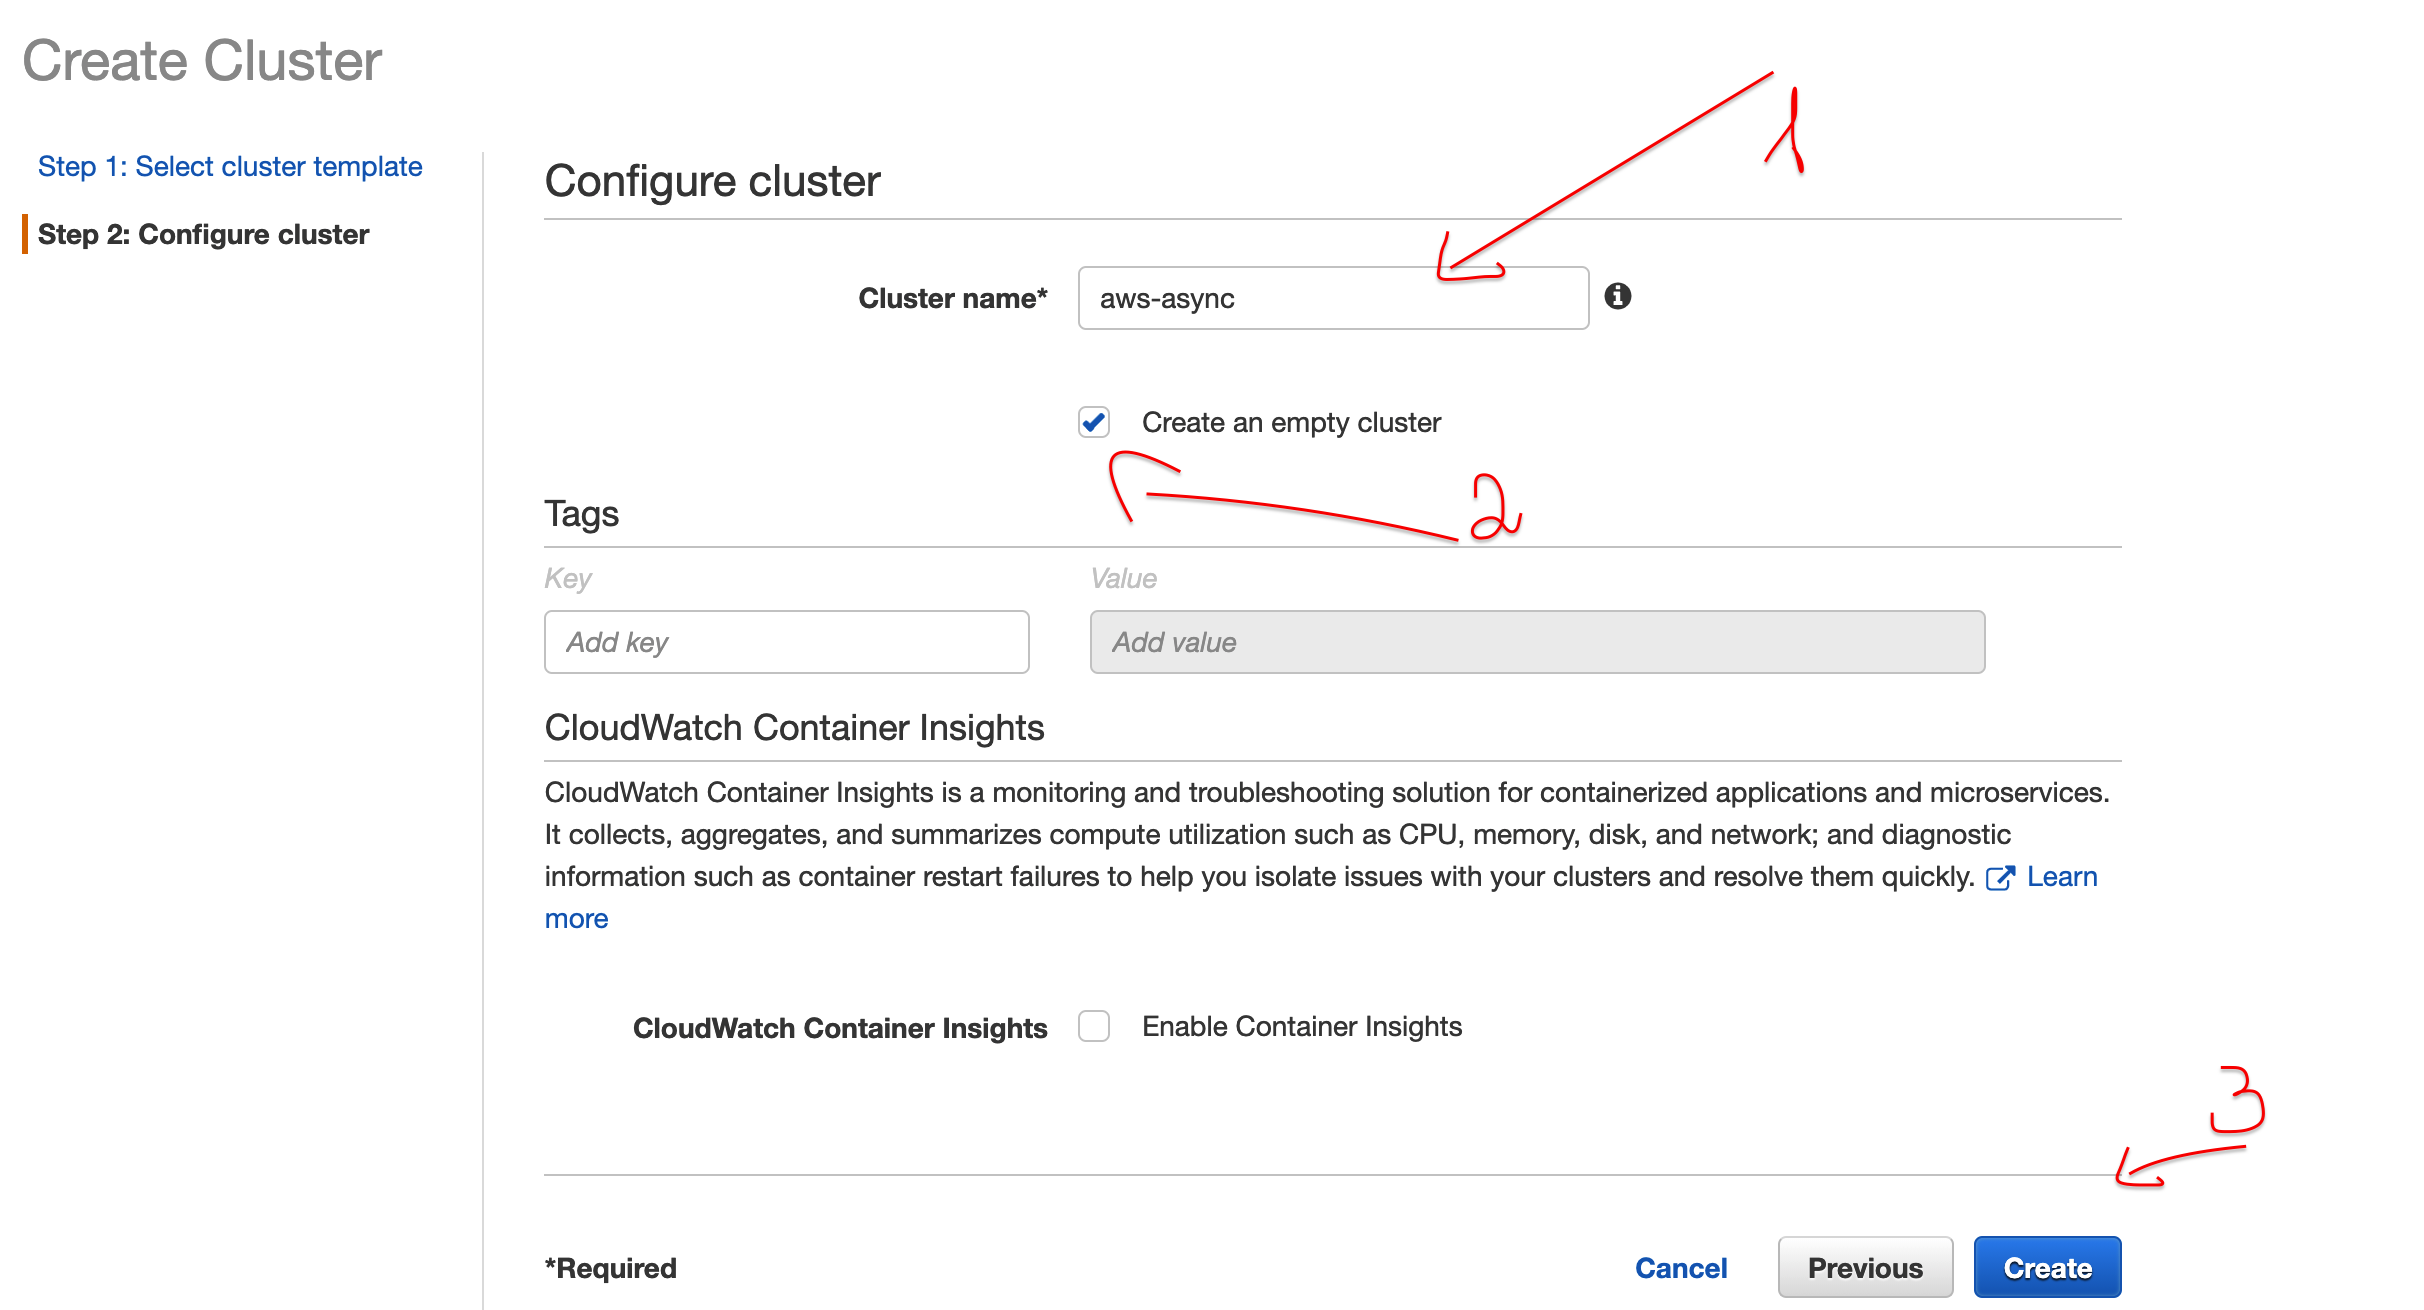 Create Cluster
Step 1: Select cluster template
Step 2: Configure cluster
Configure cluster
1
Cluster name* aws-async
Create an empty cluster
2
Tags
Key Value
Add key Add value
CloudWatch Container Insights
CloudWatch Container Insights is a monitoring and troubleshooting solution for containerized applications and microservices.
It collects, aggregates, and summarizes compute utilization such as CPU, memory, disk, and network; and diagnostic
information such as container restart failures to help you isolate issues with your clusters and resolve them quickly. Learn
more
CloudWatch Container Insights Enable Container Insights
3
*Required Cancel Previous Create